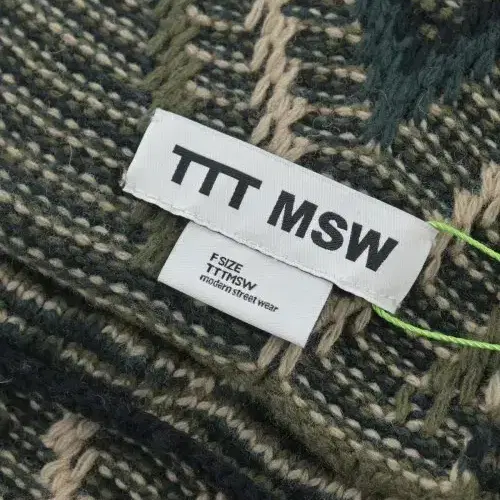 TTT MSW
F SIZE
TTTMSW
modern street wear